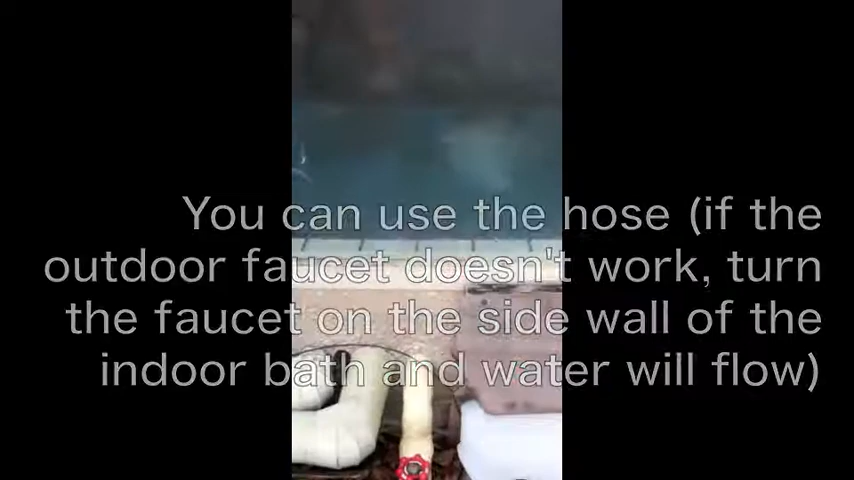 You can use the hose (if the
outdoor faucet doesn't work, turn
the faucet on the side wall of the
indoor bath and water will flow)